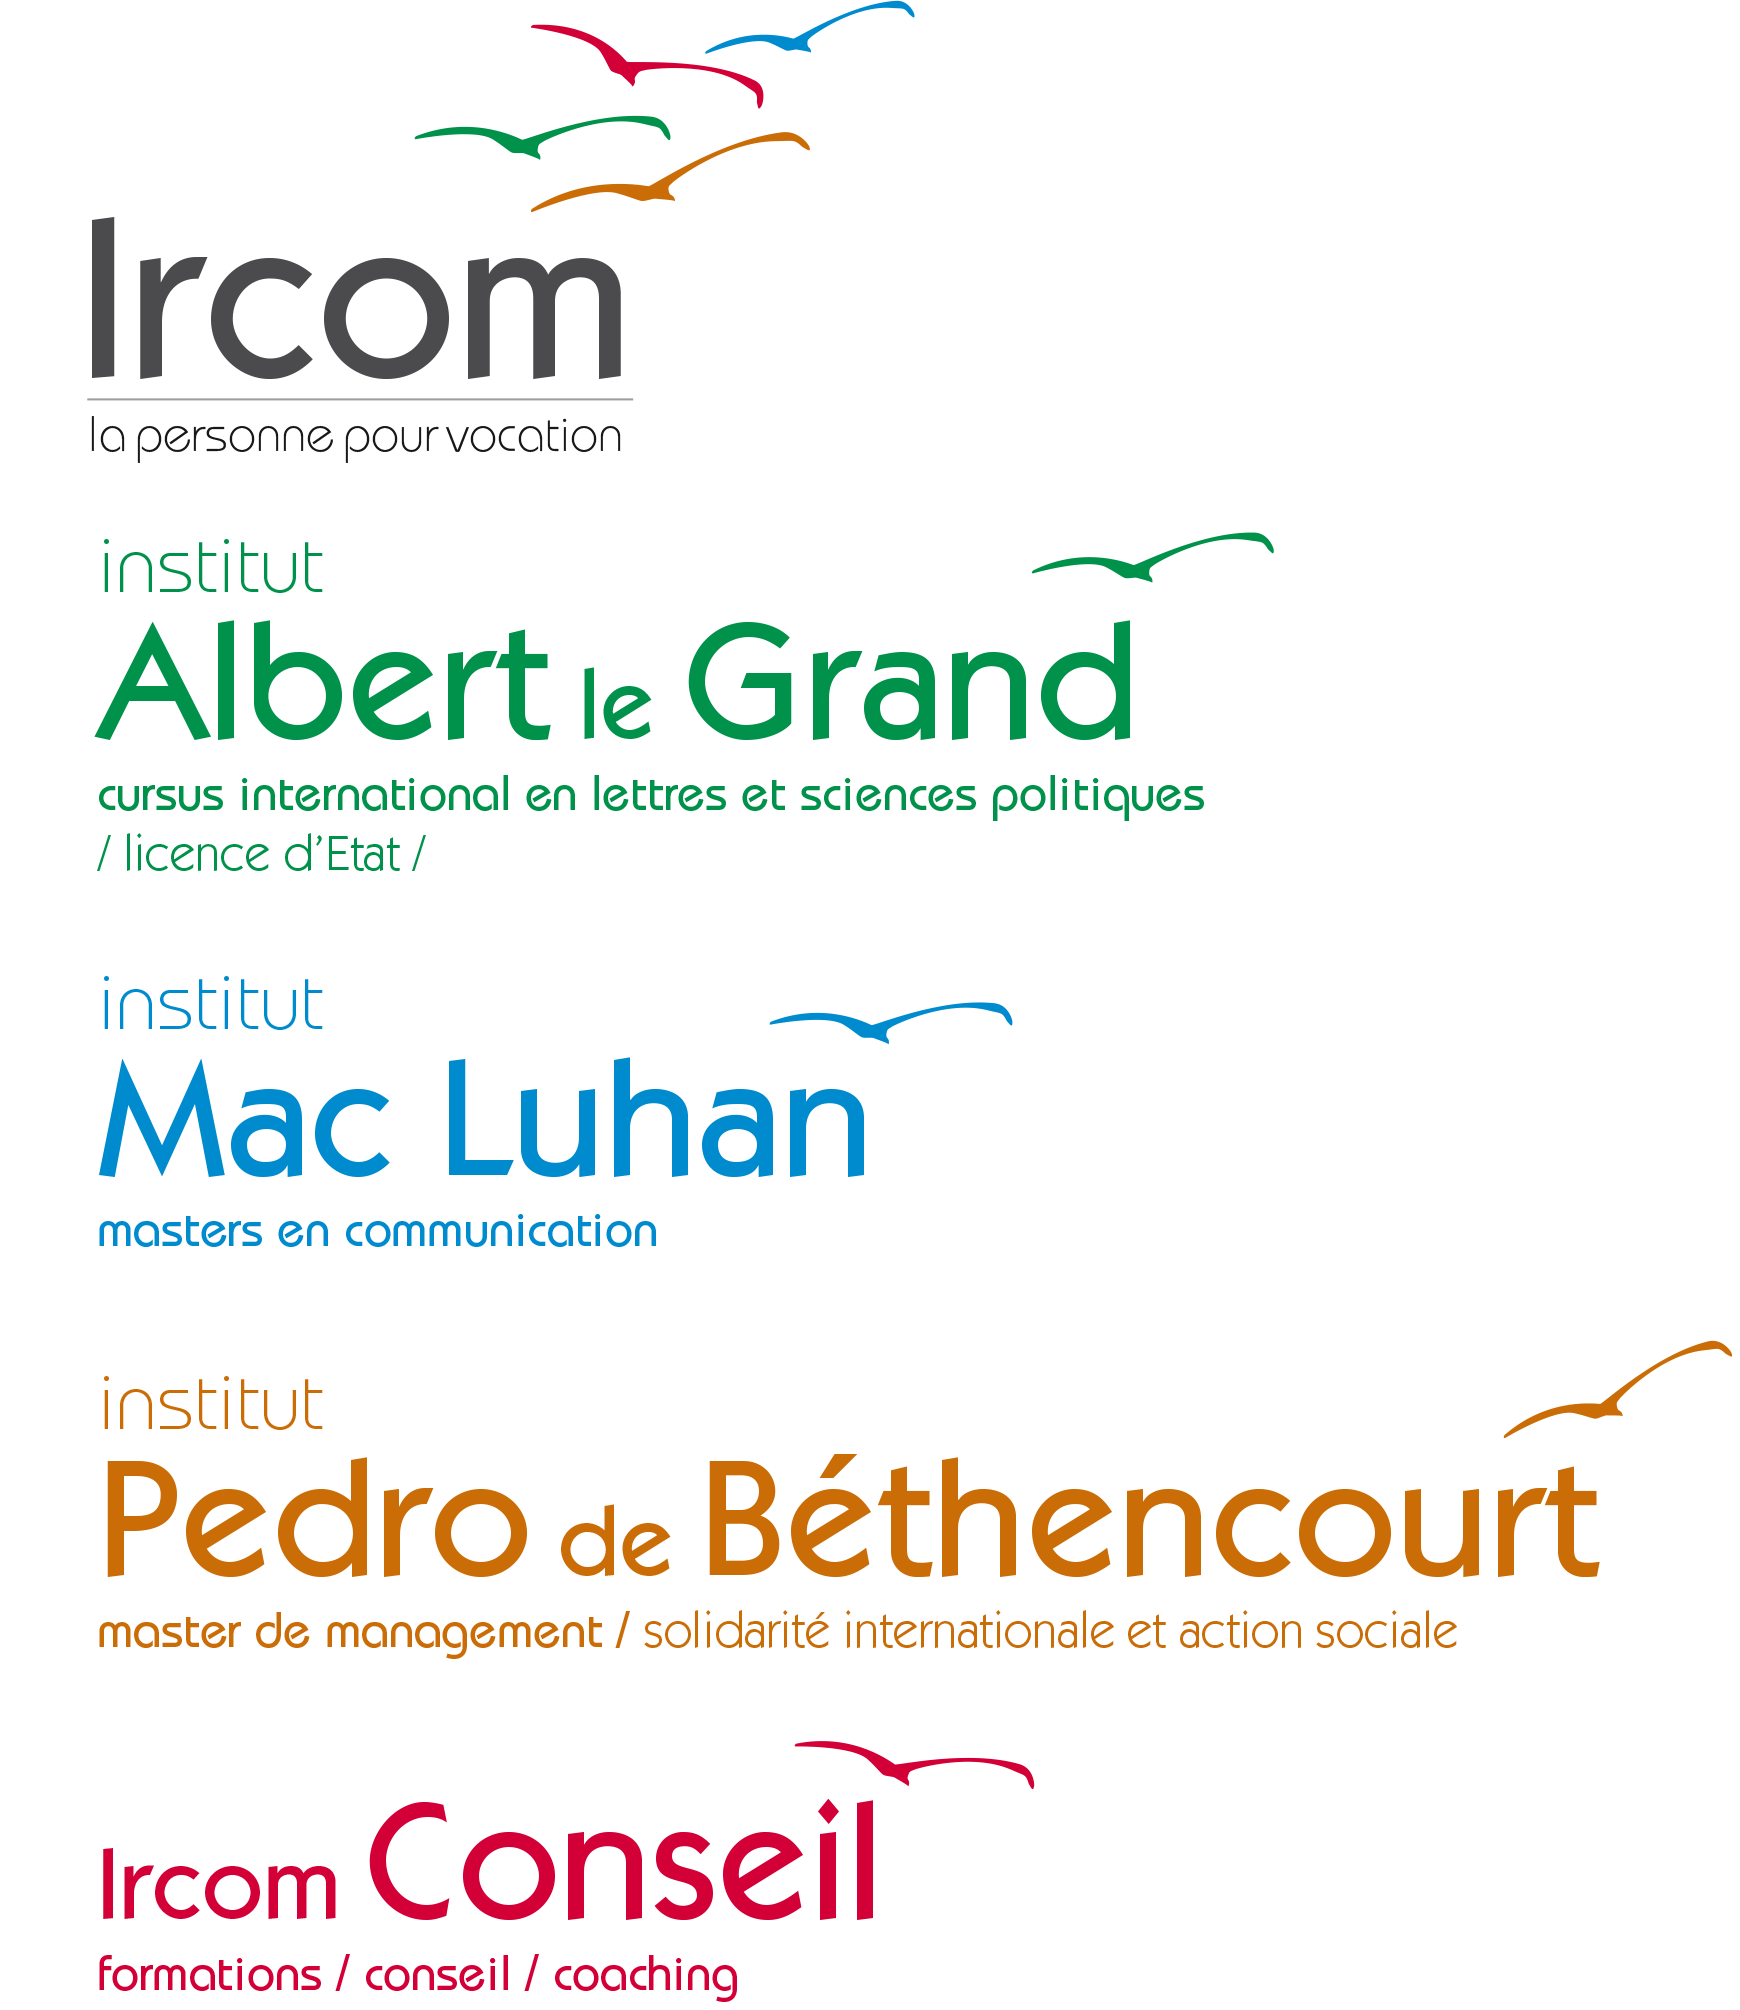 Ircom
la personne pour vocation
institut
Albert le Grand
cursus international en lettres et sciences politiques
/ licence d’Etat /
institut
Mac Luhan
masters en communication
institut
Pedro de Béthencourt
master de management / solidarité internationale et action sociale
Ircom Conseil
formations / conseil / coaching